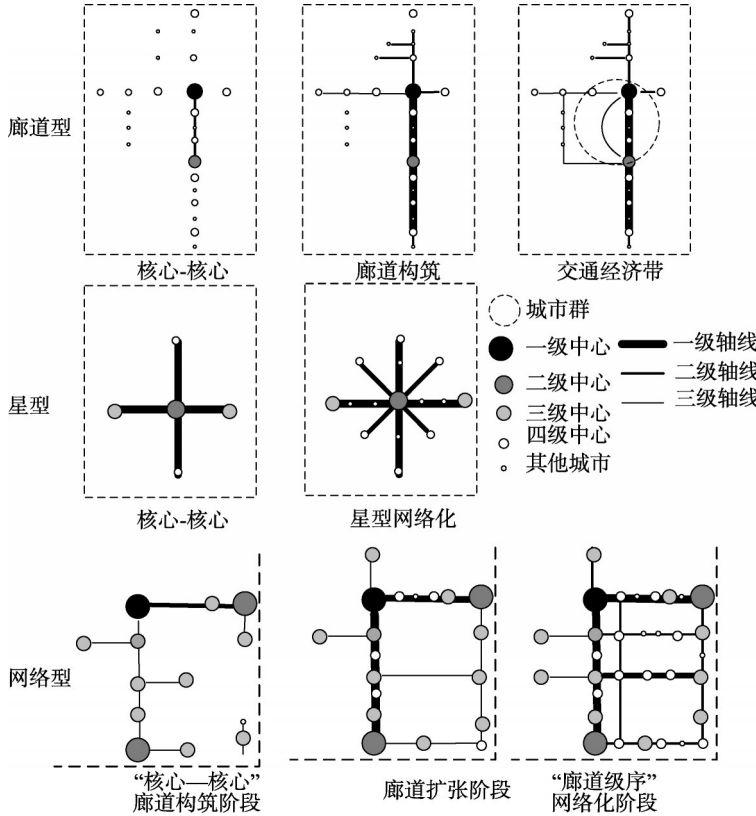 廊道型
核心-核心
廊道构筑
交通经济带
城市群
一级中心
一级轴线
二级中心
二级轴线
三级中心
三级轴线
四级中心
其他城市
星型
核心-核心
星型网络化
网络型
“核心—核心”
廊道构筑阶段
廊道扩张阶段
“廊道级序”
网络化阶段